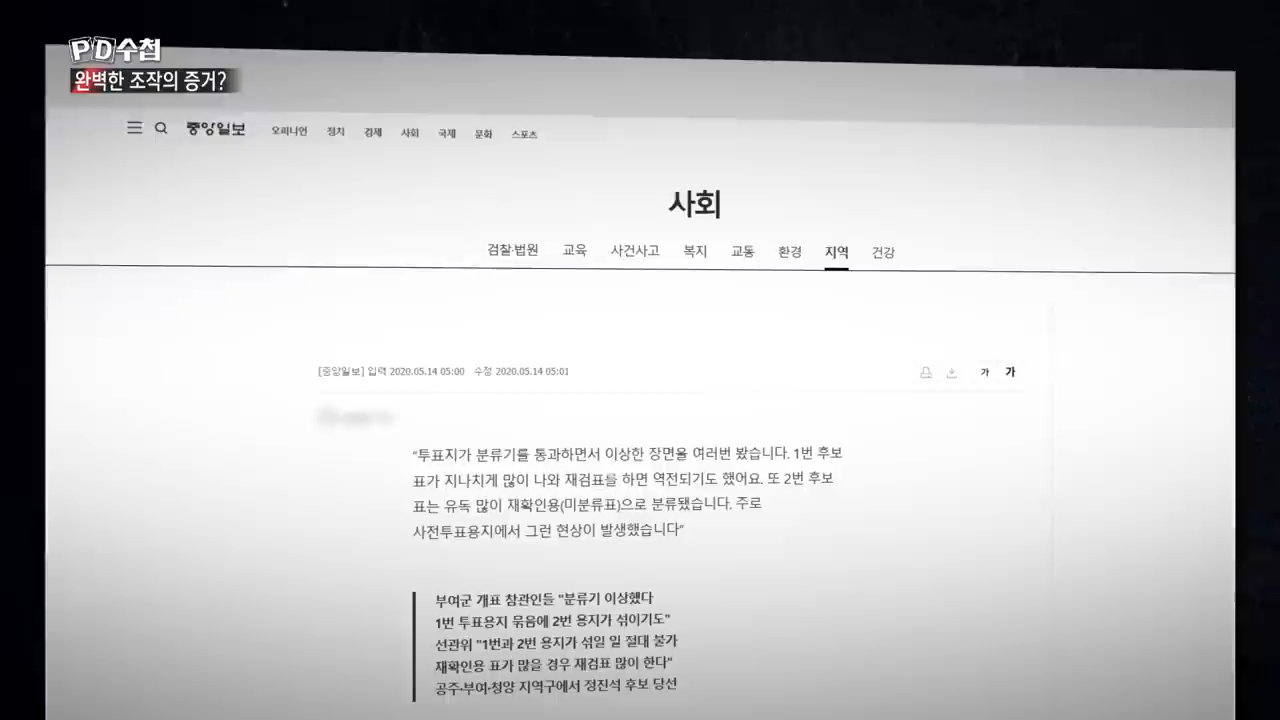 PD수첩
완벽한 조작의 증거?
중앙일보 오피니언 정치 경제 사회 국제 문화 스포츠
사회
검찰·법원 교육 사건사고 복지 교통 환경 지역 건강
[중앙일보] 입력 2020.05.14 05:00 수정 2020.05.14 05:01
가 가
"투표지가 분류기를 통과하면서 이상한 장면을 여러번 봤습니다. 1번 후보
표가 지나치게 많이 나와 재검표를 하면 역전되기도 했어요. 또 2번 후보
표는 유독 많이 재확인용(미분류표)으로 분류됐습니다. 주로
사전투표용지에서 그런 현상이 발생했습니다"
부여군 개표 참관인들 "분류기 이상했다
1번 투표용지 묶음에 2번 용지가 섞이기도"
선관위 "1번과 2번 용지가 섞일 일 절대 불가
재확인용 표가 많을 경우 재검표 많이 한다"
공주·부여·청양 지역구에서 정진석 후보 당선